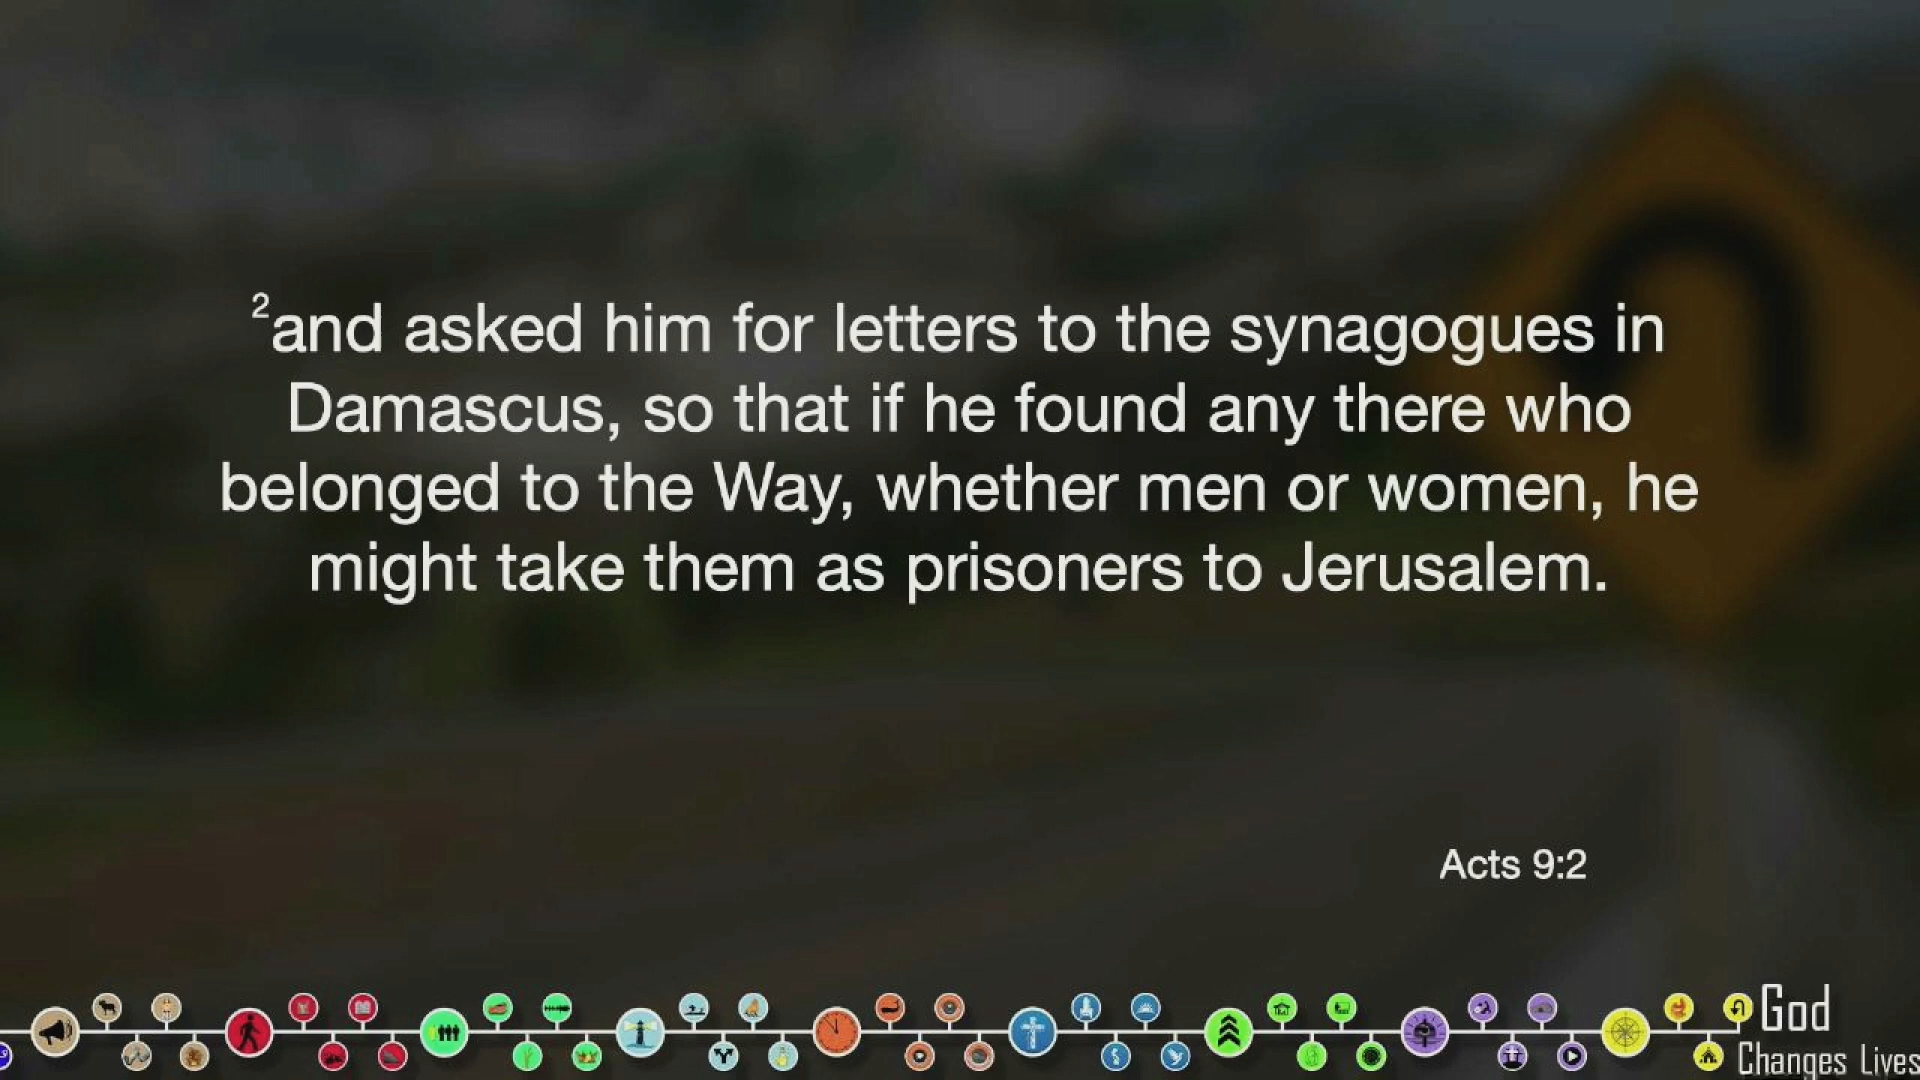 ²and asked him for letters to the synagogues in
Damascus, so that if he found any there who
belonged to the Way, whether men or women, he
might take them as prisoners to Jerusalem.
Acts 9:2
God
Changes Lives